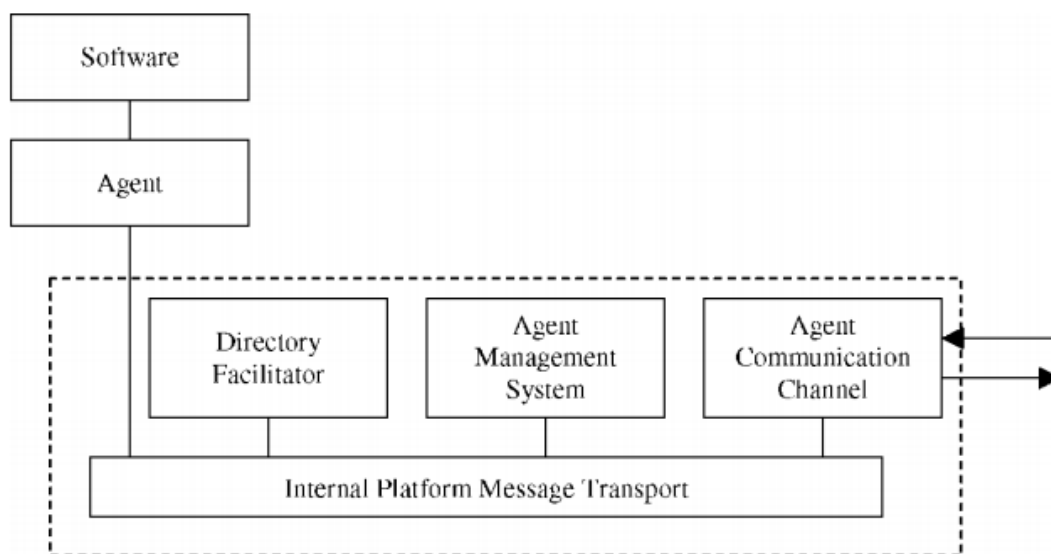 Software
Agent
Directory
Facilitator
Agent
Management
System
Agent
Communication
Channel
Internal Platform Message Transport